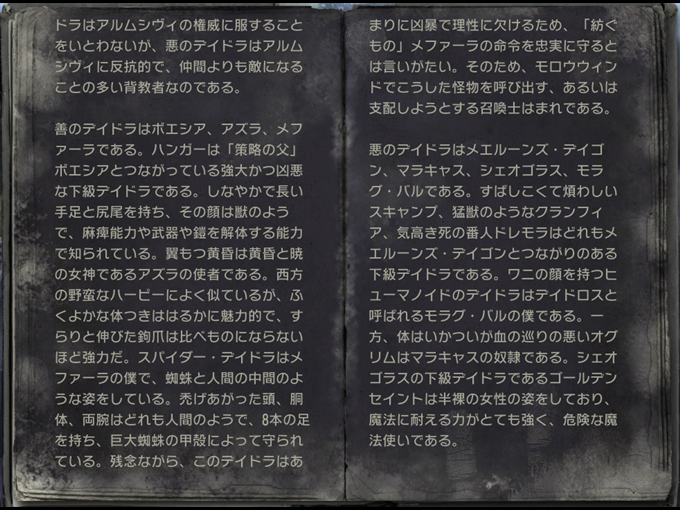 ドラはアルムシヴィの権威に服すること
をいとわないが、悪のデイドラはアルム
シヴィに反抗的で、仲間よりも敵になる
ことの多い背教者なのである。
善のデイドラはボエシア、アズラ、メフ
ァーラである。ハンガーは「策略の父」
ボエシアとつながっている強大かつ凶悪
な下級デイドラである。しなやかで長い
手足と尻尾を持ち、その顔は獣のよう
で、麻痺能力や武器や鎧を解体する能力
で知られている。翼もつ黄昏は黄昏と暁
の女神であるアズラの使者である。西方
の野蛮なハーピーによく似ているが、ふ
くよかな体つきははるかに魅力的で、す
らりと伸びた鉤爪は比べものにならない
ほど強力だ。スパイダー・デイドラはメ
ファーラの僕で、蜘蛛と人間の中間のよ
うな姿をしている。禿げあがった頭、胴
体、両腕はどれも人間のようで、8本の足
を持ち、巨大蜘蛛の甲殻によって守られ
ている。残念ながら、このデイドラはあ
まりに凶暴で理性に欠けるため、「紡ぐ
もの」メファーラの命令を忠実に守ると
は言いがたい。そのため、モロウウィン
ドでこうした怪物を呼び出す、あるいは
支配しようとする召喚士はまれである。
悪のデイドラはメエルーンズ・デイゴ
ン、マラキャス、シェオゴラス、モラ
グ・バルである。すばしこくて煩わしい
スキャンプ、猛獣のようなクランフィ
ア、気高き死の番人ドレモラはどれもメ
エルーンズ・デイゴンとつながりのある
下級デイドラである。ワニの顔を持つヒ
ューマノイドのデイドラはデイドロスと
呼ばれるモラグ・バルの僕である。一
方、体はいかついが血の巡りの悪いオグ
リムはマラキャスの奴隷である。シェオ
ゴラスの下級デイドラであるゴールデン
セイントは半裸の女性の姿をしており、
魔法に耐える力がとても強く、危険な魔
法使いである。